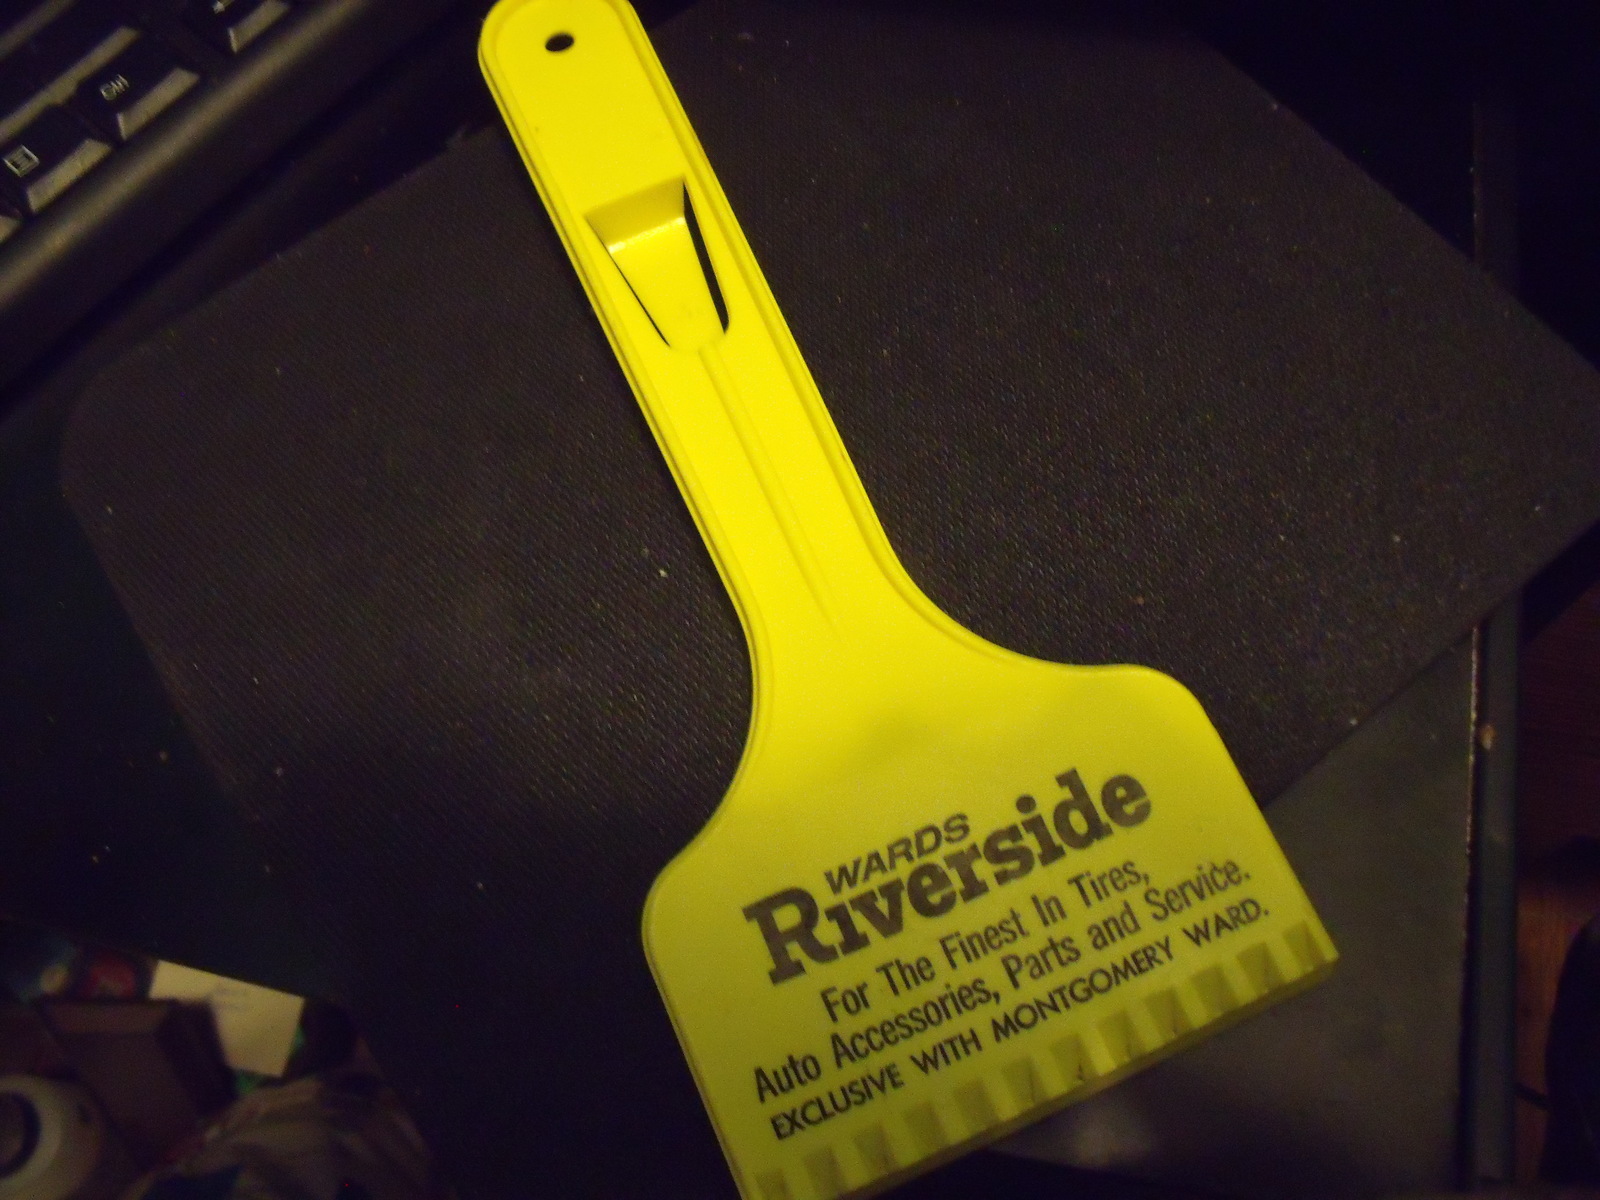 WARDS
Riverside
For The Finest In Tires,
Auto Accessories, Parts and Service.
EXCLUSIVE WITH MONTGOMERY WARD.